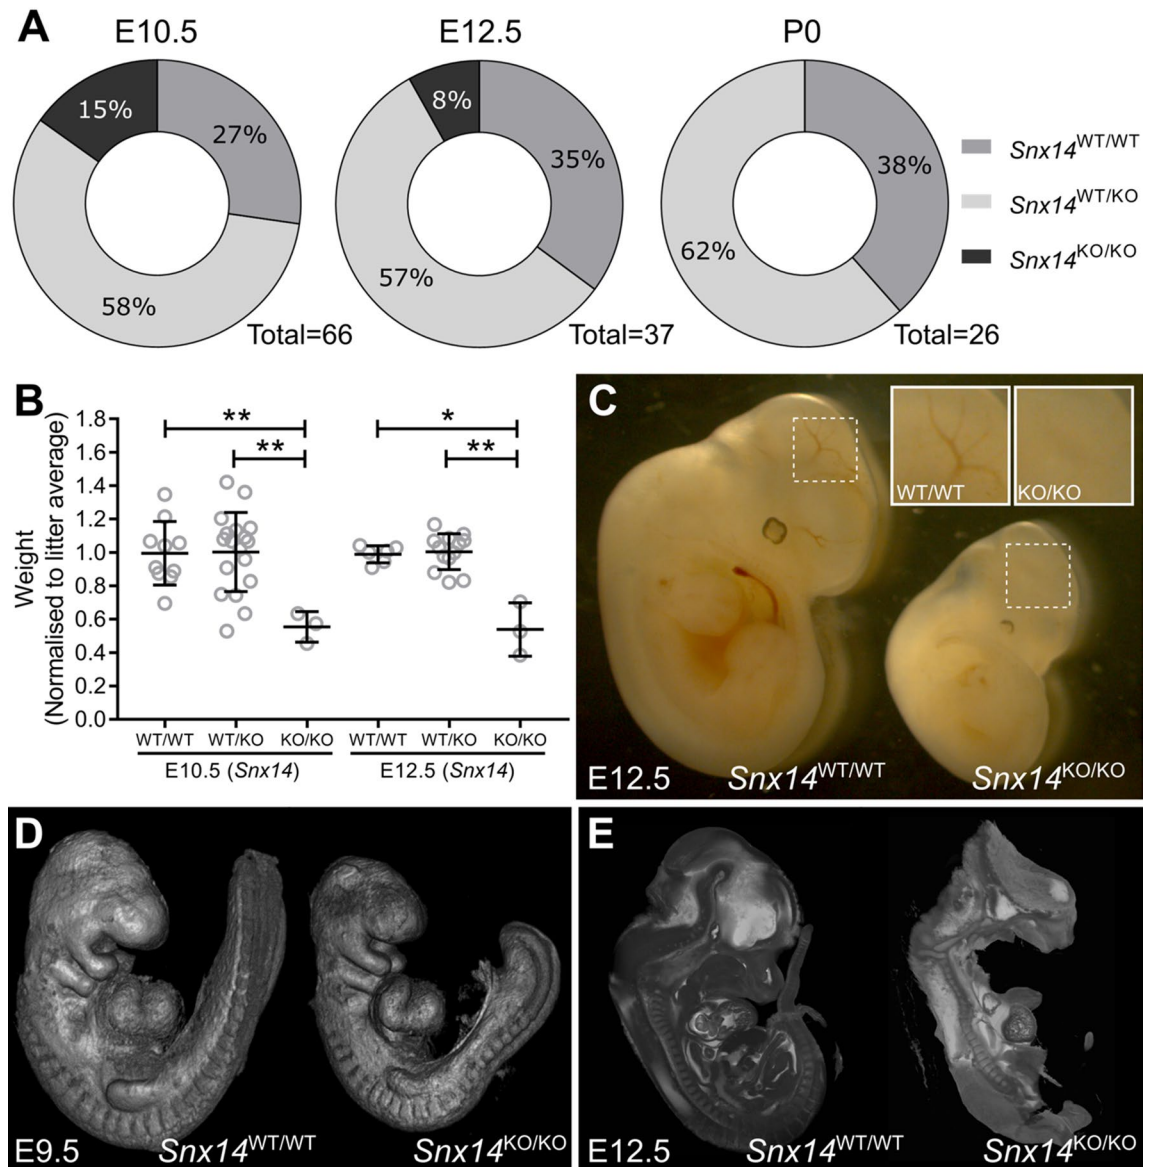 A
E10.5
E12.5
P0
15%
27%
58%
Total=66
8%
35%
57%
Total=37
38%
62%
Total=26
Snx14WT/WT
Snx14WT/KO
Snx14KO/KO
B
Weight
(Normalised to litter average)
1.8
1.6
1.4
1.2
1.0
0.8
0.6
0.4
0.2
0.0
**
**
*
**
WT/WT WT/KO KO/KO WT/WT WT/KO KO/KO
E10.5 (Snx14) E12.5 (Snx14)
C
WT/WT
KO/KO
E12.5 Snx14WT/WT Snx14KO/KO
D
E9.5 Snx14WT/WT Snx14KO/KO
E
E12.5 Snx14WT/WT Snx14KO/KO